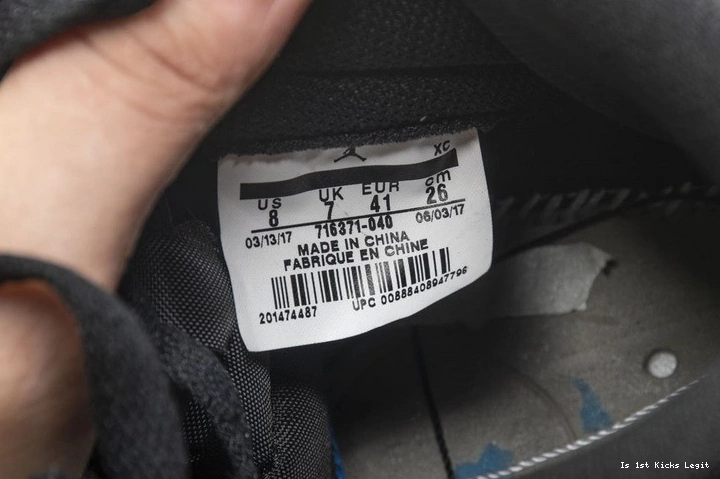 XC
US UK EUR cm
8 7 41 26
716371-040
03/13/17 06/03/17
MADE IN CHINA
FABRIQUE EN CHINE
201474487 UPC 00888408947796
Is 1st Kicks Legit